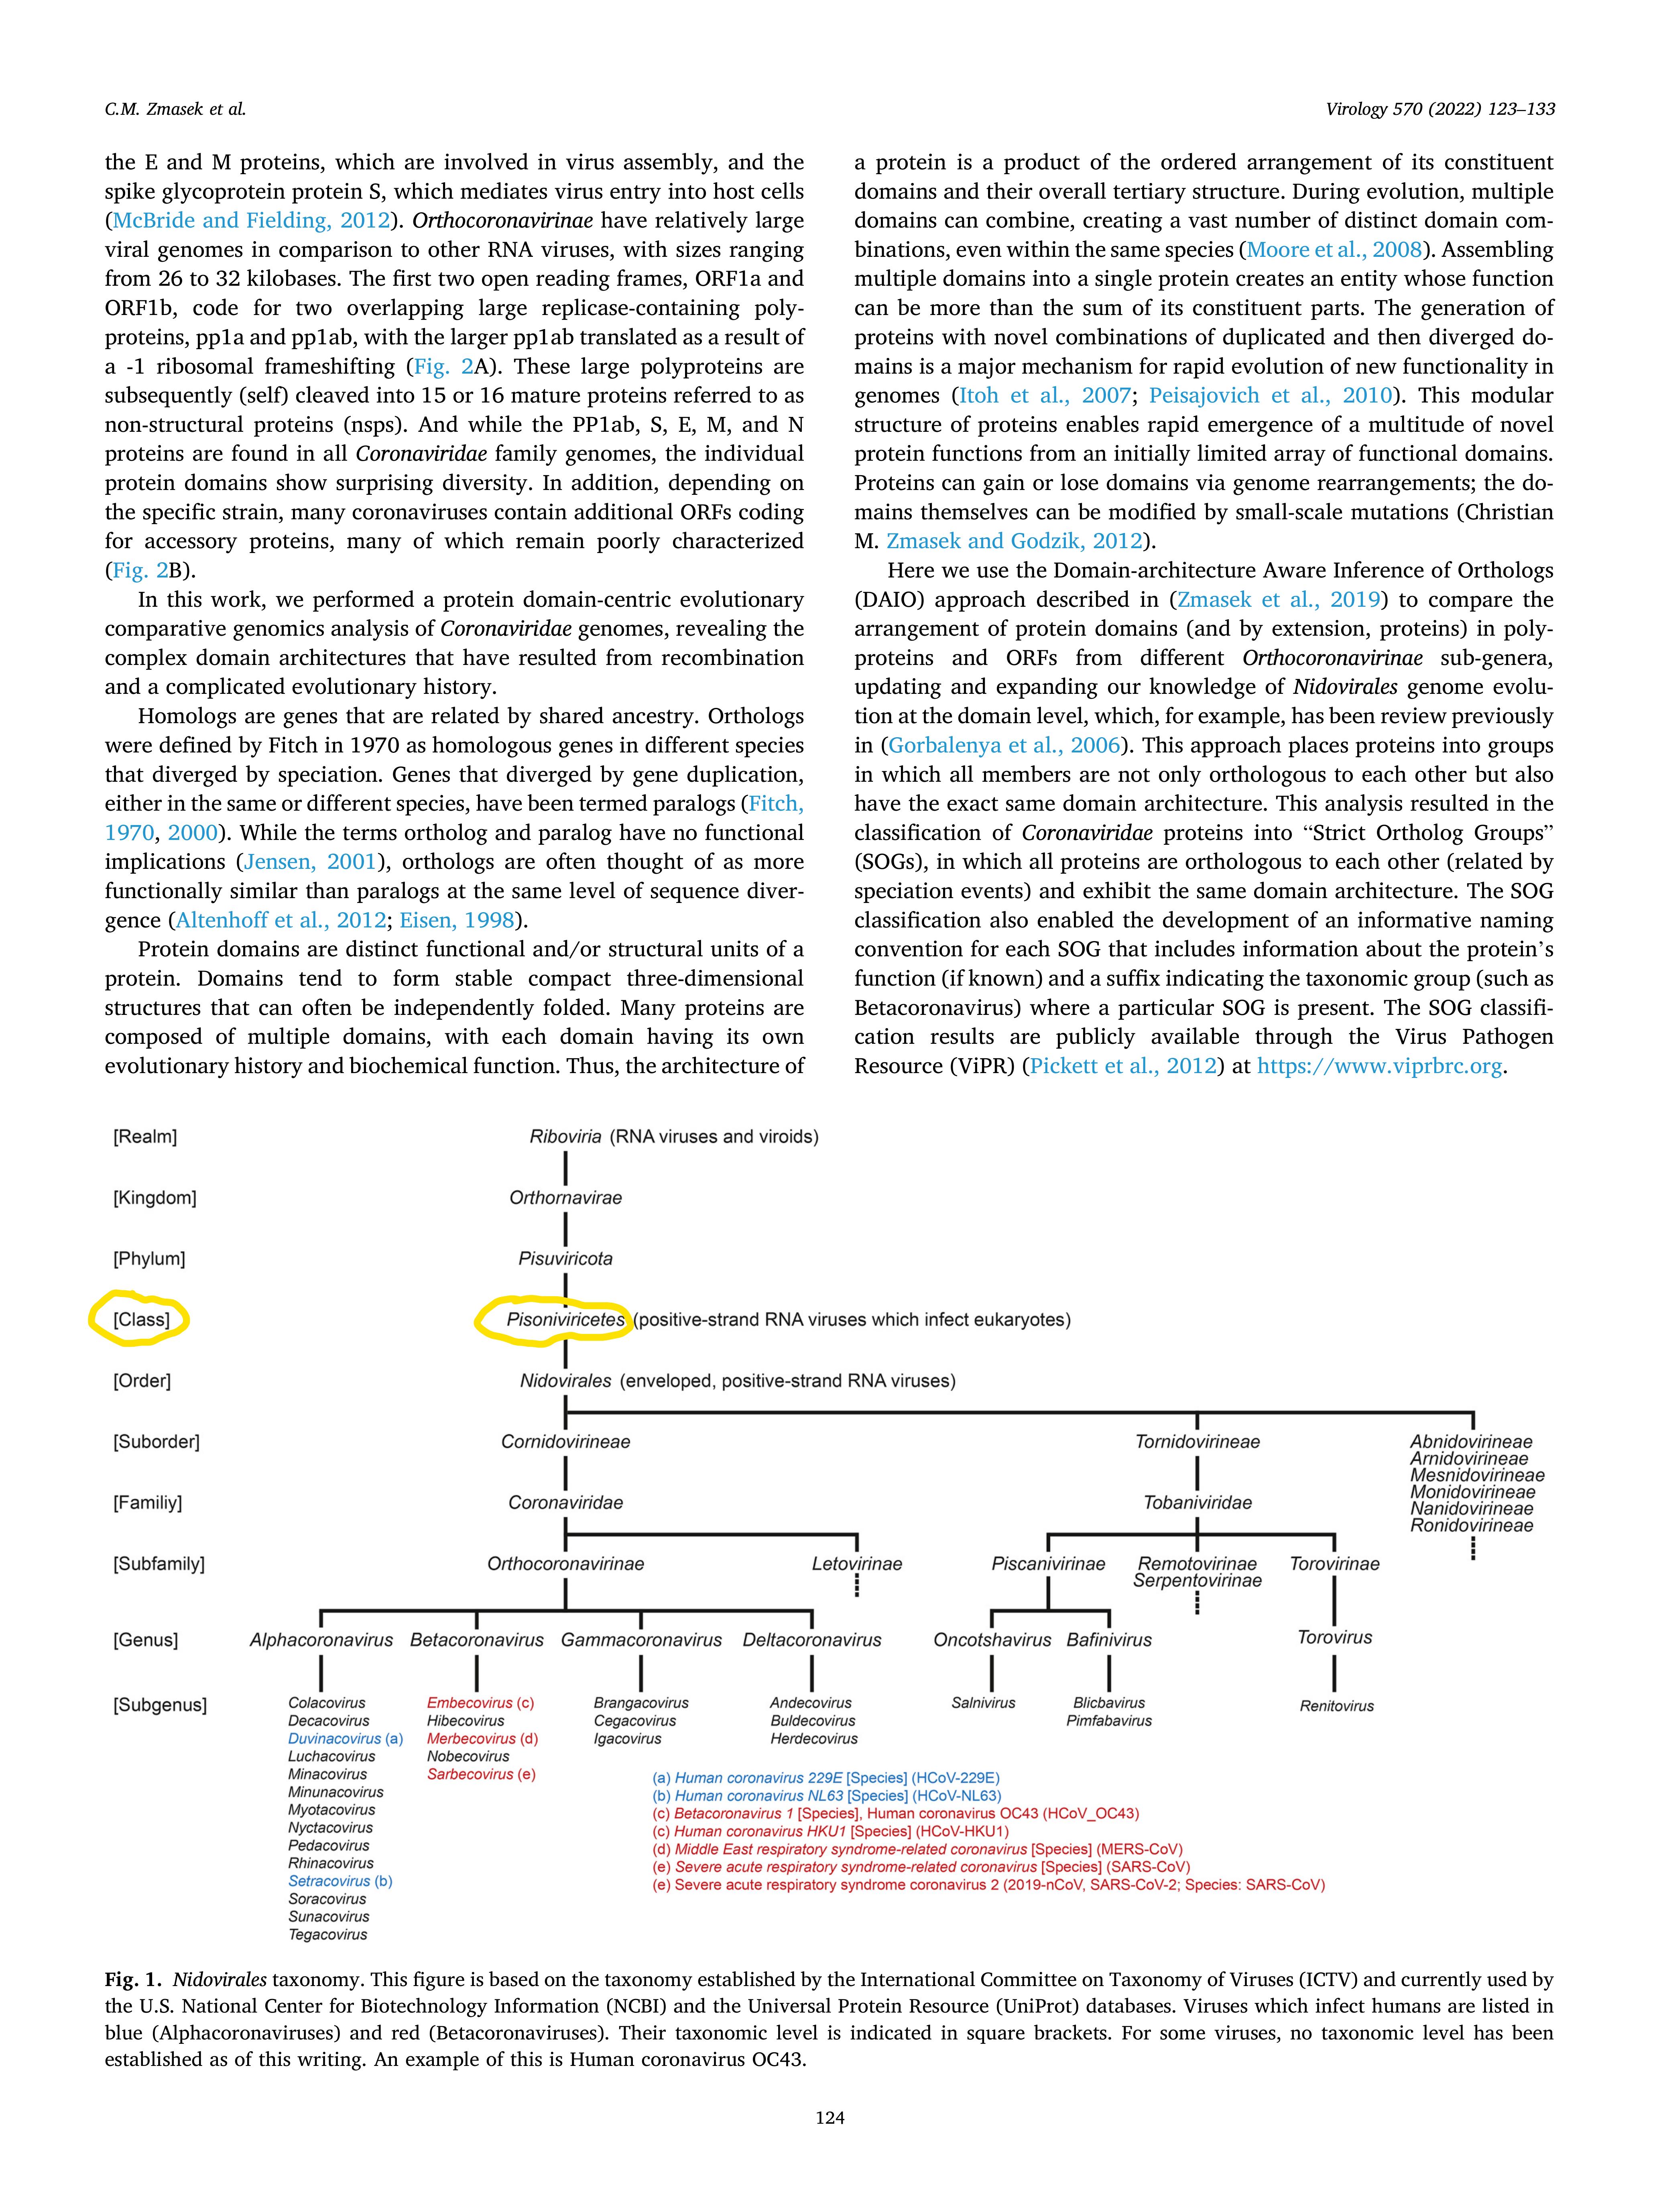 C.M. Zmasek et al.
Virology 570 (2022) 123–133
the E and M proteins, which are involved in virus assembly, and the
spike glycoprotein protein S, which mediates virus entry into host cells
(McBride and Fielding, 2012). Orthocoronavirinae have relatively large
viral genomes in comparison to other RNA viruses, with sizes ranging
from 26 to 32 kilobases. The first two open reading frames, ORF1a and
ORF1b, code for two overlapping large replicase-containing poly-
proteins, pp1a and pp1ab, with the larger pp1ab translated as a result of
a -1 ribosomal frameshifting (Fig. 2A). These large polyproteins are
subsequently (self) cleaved into 15 or 16 mature proteins referred to as
non-structural proteins (nsps). And while the PP1ab, S, E, M, and N
proteins are found in all Coronaviridae family genomes, the individual
protein domains show surprising diversity. In addition, depending on
the specific strain, many coronaviruses contain additional ORFs coding
for accessory proteins, many of which remain poorly characterized
(Fig. 2B).
In this work, we performed a protein domain-centric evolutionary
comparative genomics analysis of Coronaviridae genomes, revealing the
complex domain architectures that have resulted from recombination
and a complicated evolutionary history.
Homologs are genes that are related by shared ancestry. Orthologs
were defined by Fitch in 1970 as homologous genes in different species
that diverged by speciation. Genes that diverged by gene duplication,
either in the same or different species, have been termed paralogs (Fitch,
1970, 2000). While the terms ortholog and paralog have no functional
implications (Jensen, 2001), orthologs are often thought of as more
functionally similar than paralogs at the same level of sequence diver-
gence (Altenhoff et al., 2012; Eisen, 1998).
Protein domains are distinct functional and/or structural units of a
protein. Domains tend to form stable compact three-dimensional
structures that can often be independently folded. Many proteins are
composed of multiple domains, with each domain having its own
evolutionary history and biochemical function. Thus, the architecture of
a protein is a product of the ordered arrangement of its constituent
domains and their overall tertiary structure. During evolution, multiple
domains can combine, creating a vast number of distinct domain com-
binations, even within the same species (Moore et al., 2008). Assembling
multiple domains into a single protein creates an entity whose function
can be more than the sum of its constituent parts. The generation of
proteins with novel combinations of duplicated and then diverged do-
mains is a major mechanism for rapid evolution of new functionality in
genomes (Itoh et al., 2007; Peisajovich et al., 2010). This modular
structure of proteins enables rapid emergence of a multitude of novel
protein functions from an initially limited array of functional domains.
Proteins can gain or lose domains via genome rearrangements; the do-
mains themselves can be modified by small-scale mutations (Christian
M. Zmasek and Godzik, 2012).
Here we use the Domain-architecture Aware Inference of Orthologs
(DAIO) approach described in (Zmasek et al., 2019) to compare the
arrangement of protein domains (and by extension, proteins) in poly-
proteins and ORFs from different Orthocoronavirinae sub-genera,
updating and expanding our knowledge of Nidovirales genome evolu-
tion at the domain level, which, for example, has been review previously
in (Gorbalenya et al., 2006). This approach places proteins into groups
in which all members are not only orthologous to each other but also
have the exact same domain architecture. This analysis resulted in the
classification of Coronaviridae proteins into “Strict Ortholog Groups”
(SOGs), in which all proteins are orthologous to each other (related by
speciation events) and exhibit the same domain architecture. The SOG
classification also enabled the development of an informative naming
convention for each SOG that includes information about the protein’s
function (if known) and a suffix indicating the taxonomic group (such as
Betacoronavirus) where a particular SOG is present. The SOG classifi-
cation results are publicly available through the Virus Pathogen
Resource (ViPR) (Pickett et al., 2012) at https://www.viprbrc.org.
[Realm] Riboviria (RNA viruses and viroids)
[Kingdom] Orthornavirae
[Phylum] Pisuviricota
[Class] Pisoniviricetes (positive-strand RNA viruses which infect eukaryotes)
[Order] Nidovirales (enveloped, positive-strand RNA viruses)
[Suborder] Cornidovirineae Tornidovirineae Abnidovirineae
Arnidovirineae
Mesnidovirineae
Monidovirineae
Nanidovirineae
Ronidovirineae
[Familiy] Coronaviridae Tobaniviridae
[Subfamily] Orthocoronavirinae Letovirinae Piscanivirinae Remotovirinae Torovirinae
Serpentovirinae
[Genus] Alphacoronavirus Betacoronavirus Gammacoronavirus Deltacoronavirus Oncotshavirus Bafinivirus Torovirus
[Subgenus]
Colacovirus
Decacovirus
Duvinacovirus (a)
Luchacovirus
Minacovirus
Minunacovirus
Myotacovirus
Nyctacovirus
Pedacovirus
Rhinacovirus
Setracovirus (b)
Soracovirus
Sunacovirus
Tegacovirus
Embecovirus (c)
Hibecovirus
Merbecovirus (d)
Nobecovirus
Sarbecovirus (e)
Brangacovirus
Cegacovirus
Igacovirus
Andecovirus
Buldecovirus
Herdecovirus
Salnivirus
Blicbavirus
Pimfabavirus
Renitovirus
(a) Human coronavirus 229E [Species] (HCoV-229E)
(b) Human coronavirus NL63 [Species] (HCoV-NL63)
(c) Betacoronavirus 1 [Species], Human coronavirus OC43 (HCoV_OC43)
(c) Human coronavirus HKU1 [Species] (HCoV-HKU1)
(d) Middle East respiratory syndrome-related coronavirus [Species] (MERS-CoV)
(e) Severe acute respiratory syndrome-related coronavirus [Species] (SARS-CoV)
(e) Severe acute respiratory syndrome coronavirus 2 (2019-nCoV, SARS-CoV-2; Species: SARS-CoV)
Fig. 1. Nidovirales taxonomy. This figure is based on the taxonomy established by the International Committee on Taxonomy of Viruses (ICTV) and currently used by
the U.S. National Center for Biotechnology Information (NCBI) and the Universal Protein Resource (UniProt) databases. Viruses which infect humans are listed in
blue (Alphacoronaviruses) and red (Betacoronaviruses). Their taxonomic level is indicated in square brackets. For some viruses, no taxonomic level has been
established as of this writing. An example of this is Human coronavirus OC43.
124